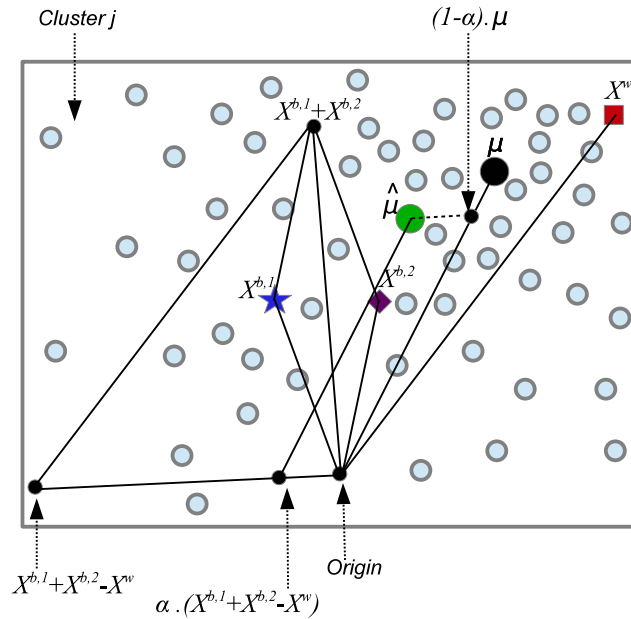 Cluster j
(1-α). μ
X^{b,1}+X^{b,2}
X^w
μ
μ̂
X^{b,1}
X^{b,2}
Origin
X^{b,1}+X^{b,2}-X^w
α .(X^{b,1}+X^{b,2}-X^w)